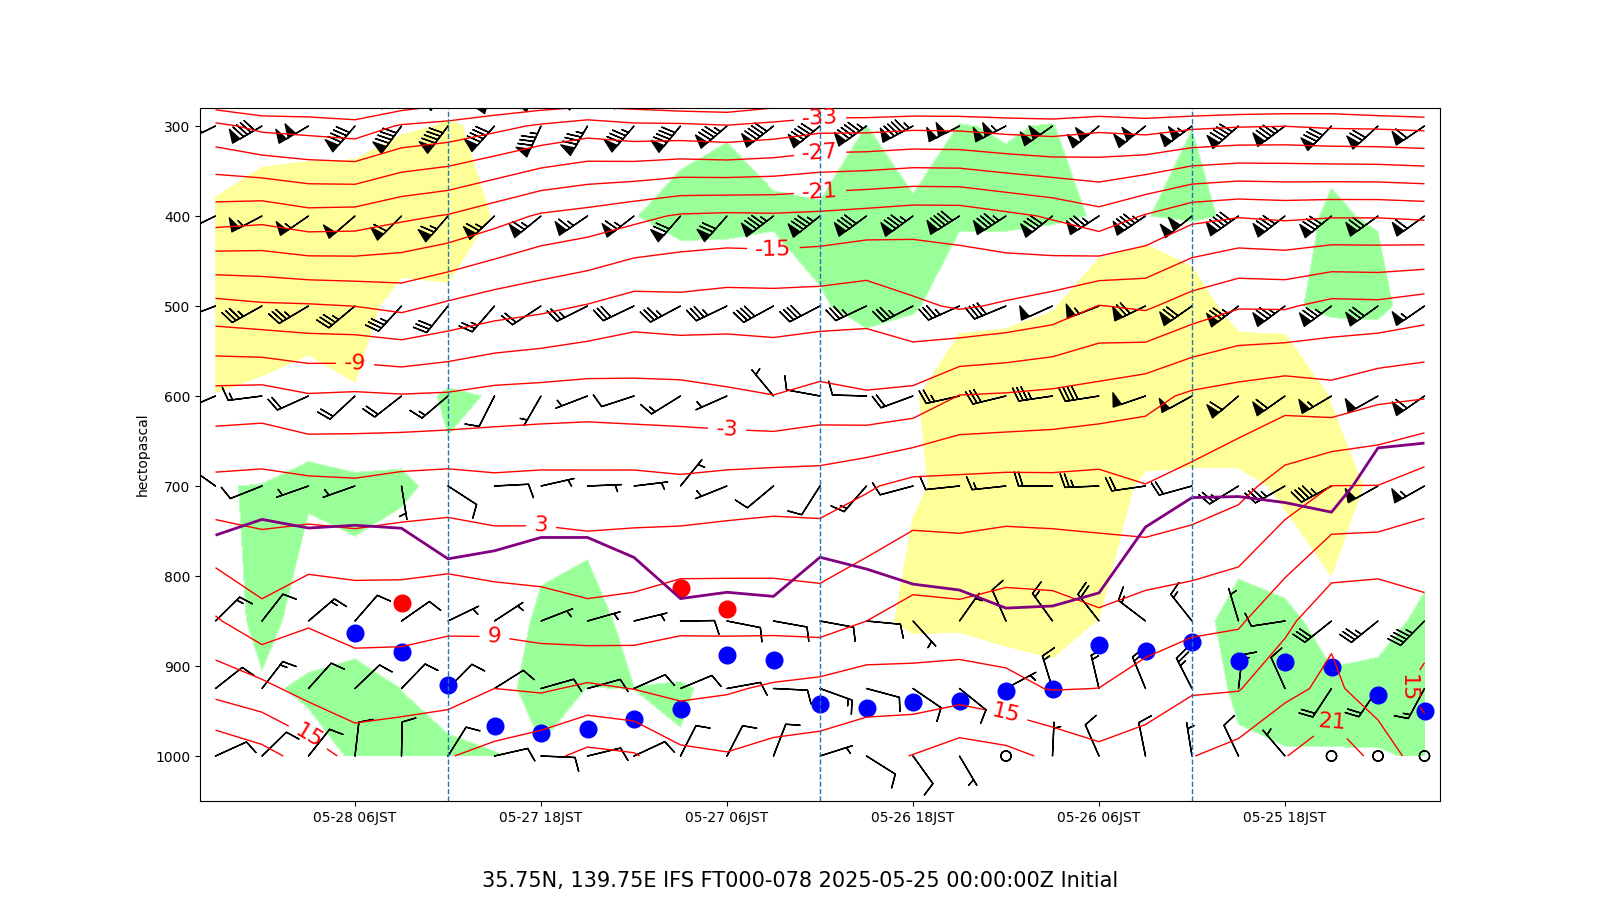 300
400
500
600
700
800
900
1000
hectopascal
-33
-27
-21
-15
-9
-3
3
9
15
15
21
15
05-28 06JST
05-27 18JST
05-27 06JST
05-26 18JST
05-26 06JST
05-25 18JST
35.75N, 139.75E IFS FT000-078 2025-05-25 00:00:00Z Initial